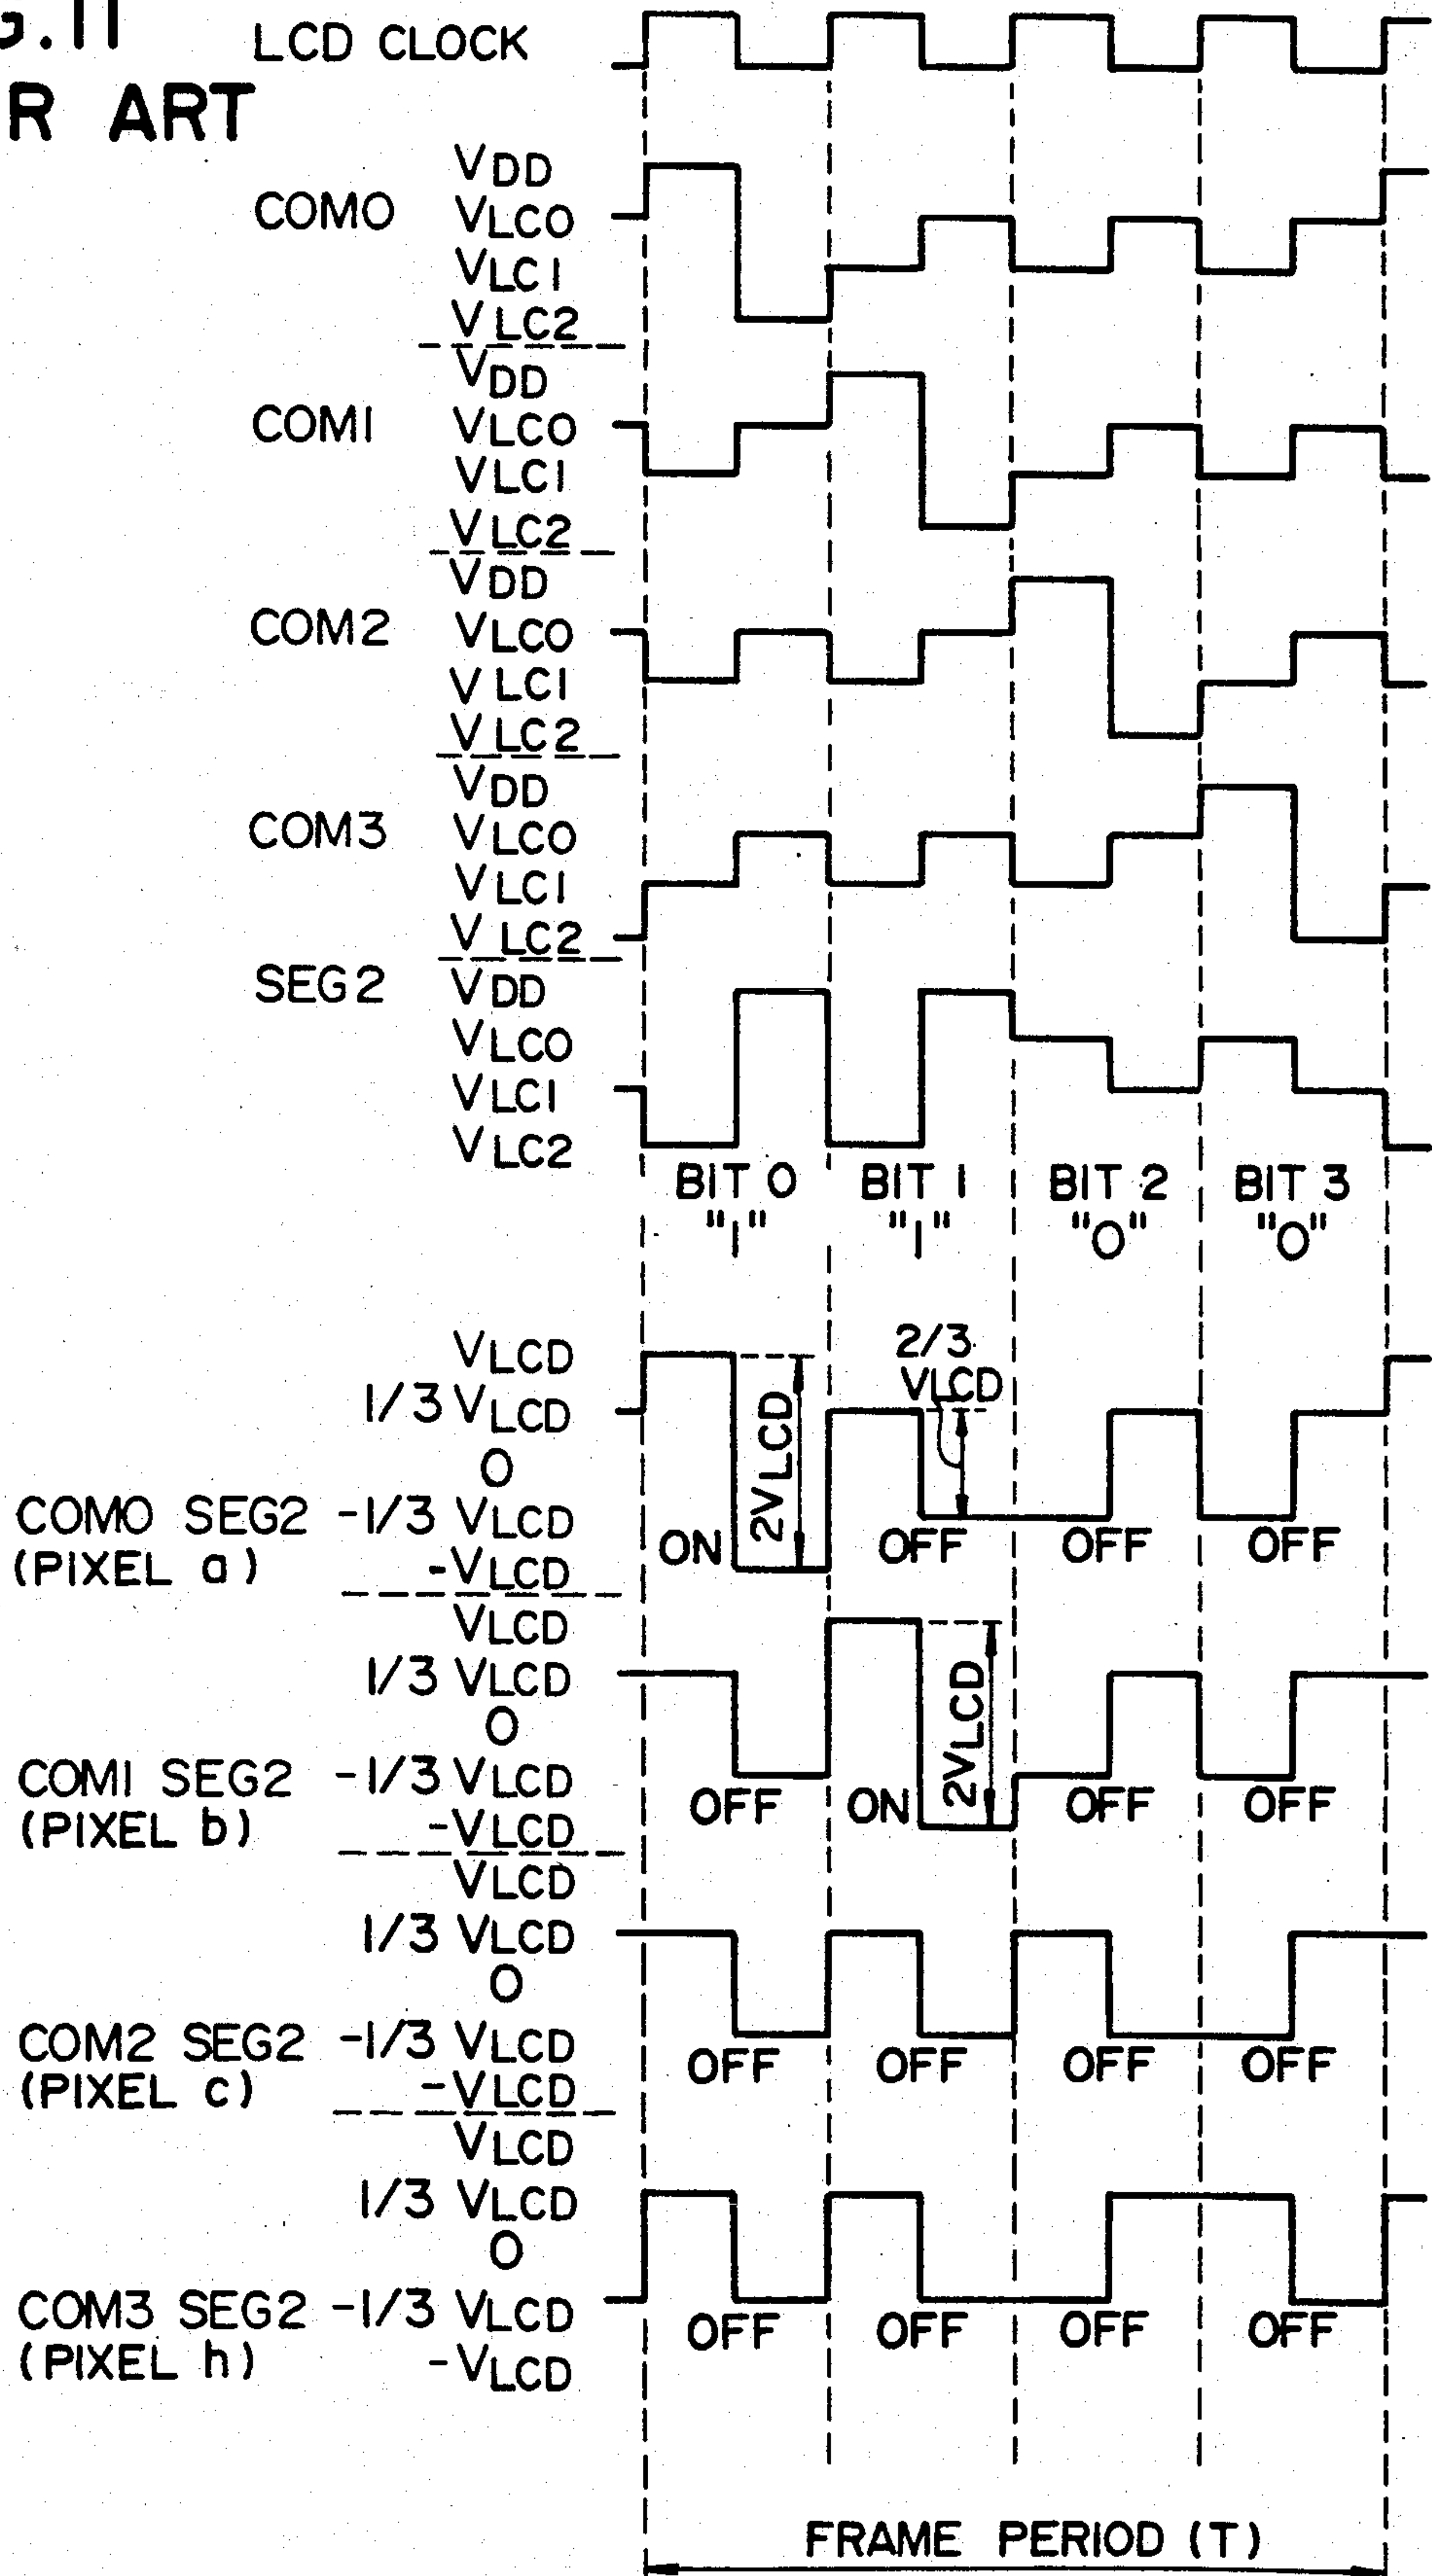 G.11
LCD CLOCK
R ART
VDD
COM0 VLC0
VLC1
VLC2
VDD
COM1 VLC0
VLC1
VLC2
VDD
COM2 VLC0
VLC1
VLC2
VDD
COM3 VLC0
VLC1
VLC2
SEG2 VDD
VLC0
VLC1
VLC2
BIT 0 BIT 1 BIT 2 BIT 3
"1" "1" "0" "0"
VLCD 2/3
1/3 VLCD VLCD
0 2VLCD
COM0 SEG2 -1/3 VLCD
(PIXEL a) -VLCD ON OFF OFF OFF
VLCD
1/3 VLCD
0 2VLCD
COM1 SEG2 -1/3 VLCD
(PIXEL b) -VLCD OFF ON OFF OFF
VLCD
1/3 VLCD
0
COM2 SEG2 -1/3 VLCD
(PIXEL c) -VLCD OFF OFF OFF OFF
VLCD
1/3 VLCD
0
COM3 SEG2 -1/3 VLCD
(PIXEL h) -VLCD OFF OFF OFF OFF
FRAME PERIOD (T)